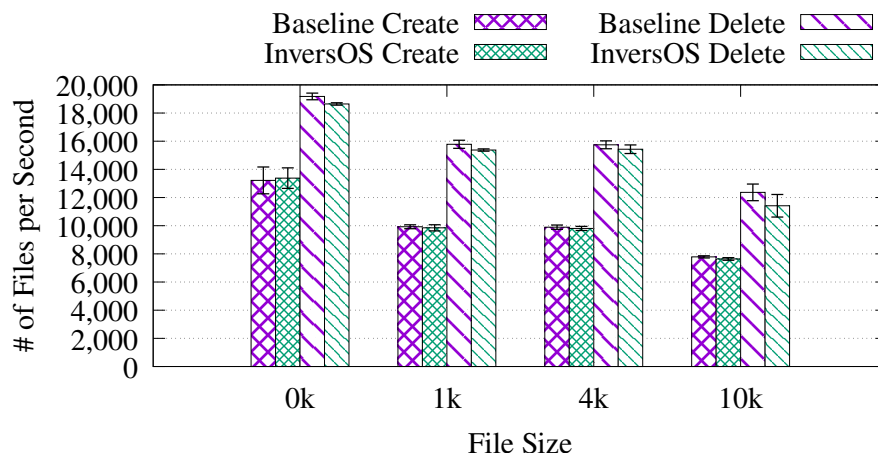 Baseline Create
Baseline Delete
InversOS Create
InversOS Delete
20,000
18,000
16,000
14,000
12,000
10,000
8,000
6,000
4,000
2,000
0
# of Files per Second
0k
1k
4k
10k
File Size